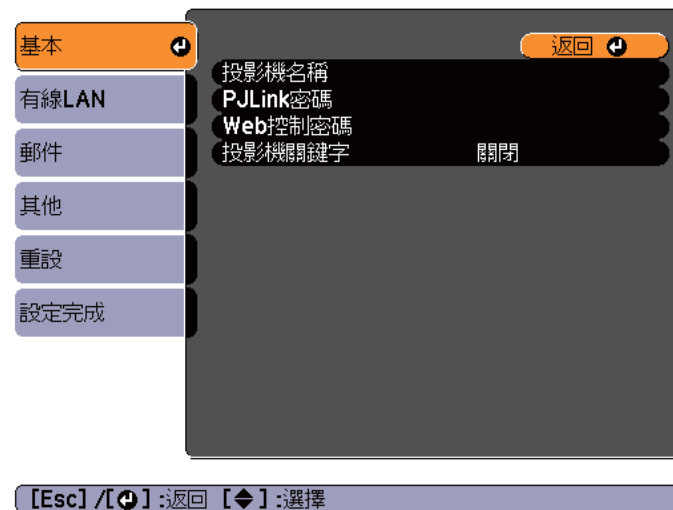 基本
有線LAN
郵件
其他
重設
設定完成
返回
投影機名稱
PJLink密碼
Web控制密碼
投影機關鍵字 關閉
[Esc] /[ ] :返回 [ ] :選擇